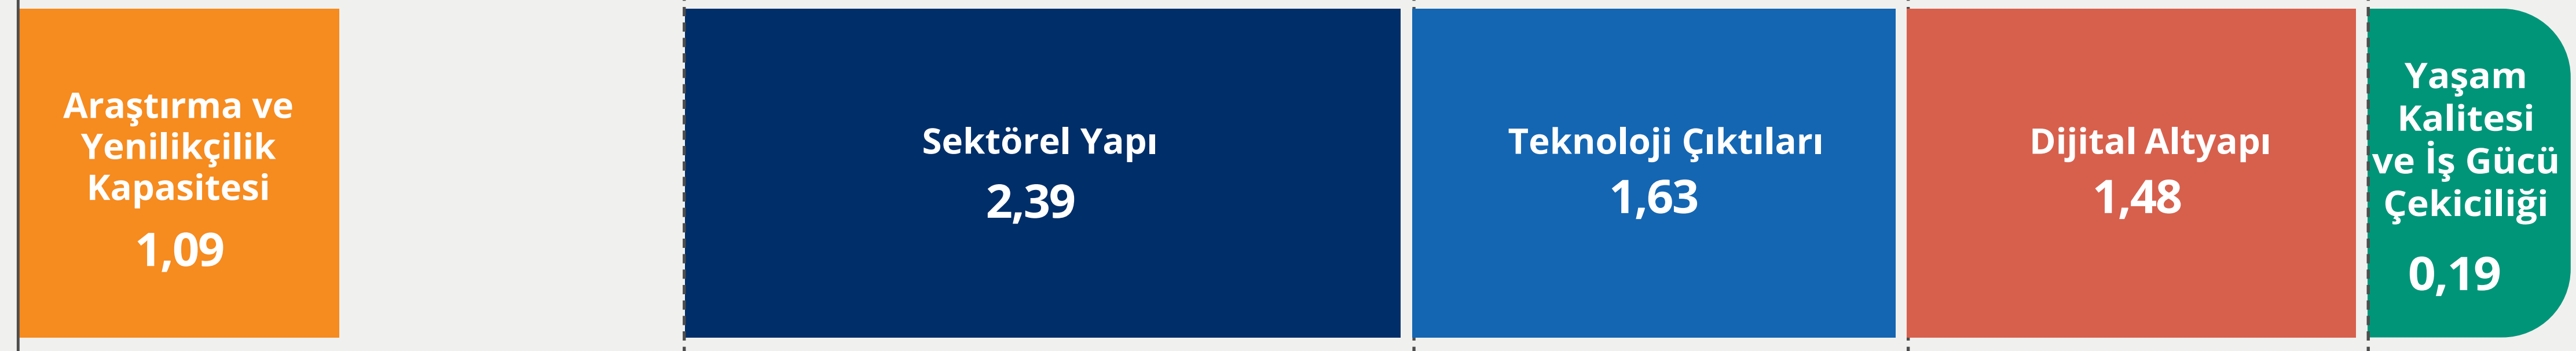 Araştırma ve
Yenilikçilik
Kapasitesi
1,09
Sektörel Yapı
2,39
Teknoloji Çıktıları
1,63
Dijital Altyapı
1,48
Yaşam
Kalitesi
ve İş Gücü
Çekiciliği
0,19